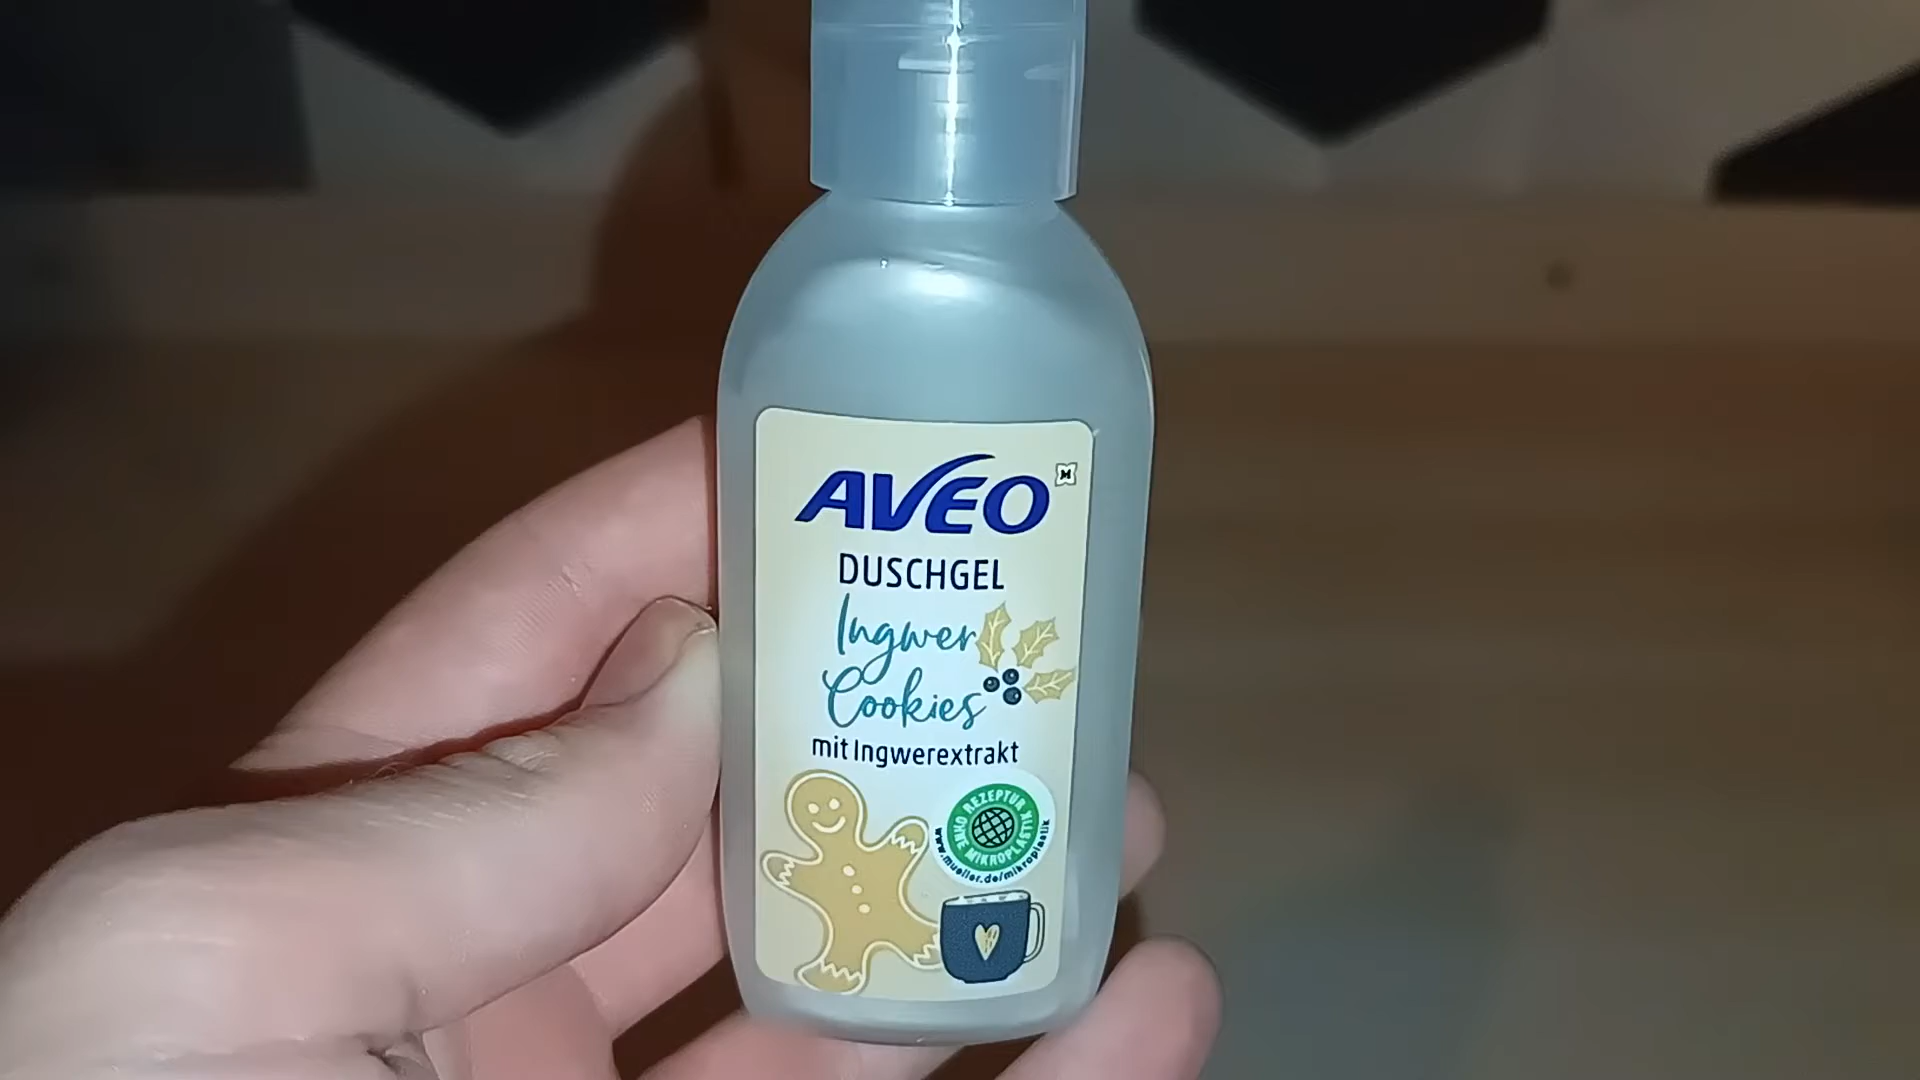 AVEO
M
DUSCHGEL
Ingwer
Cookies
mit Ingwerextrakt
REZEPTUR
OHNE MIKROPLASTIK
www.mueller.de/mikroplastik